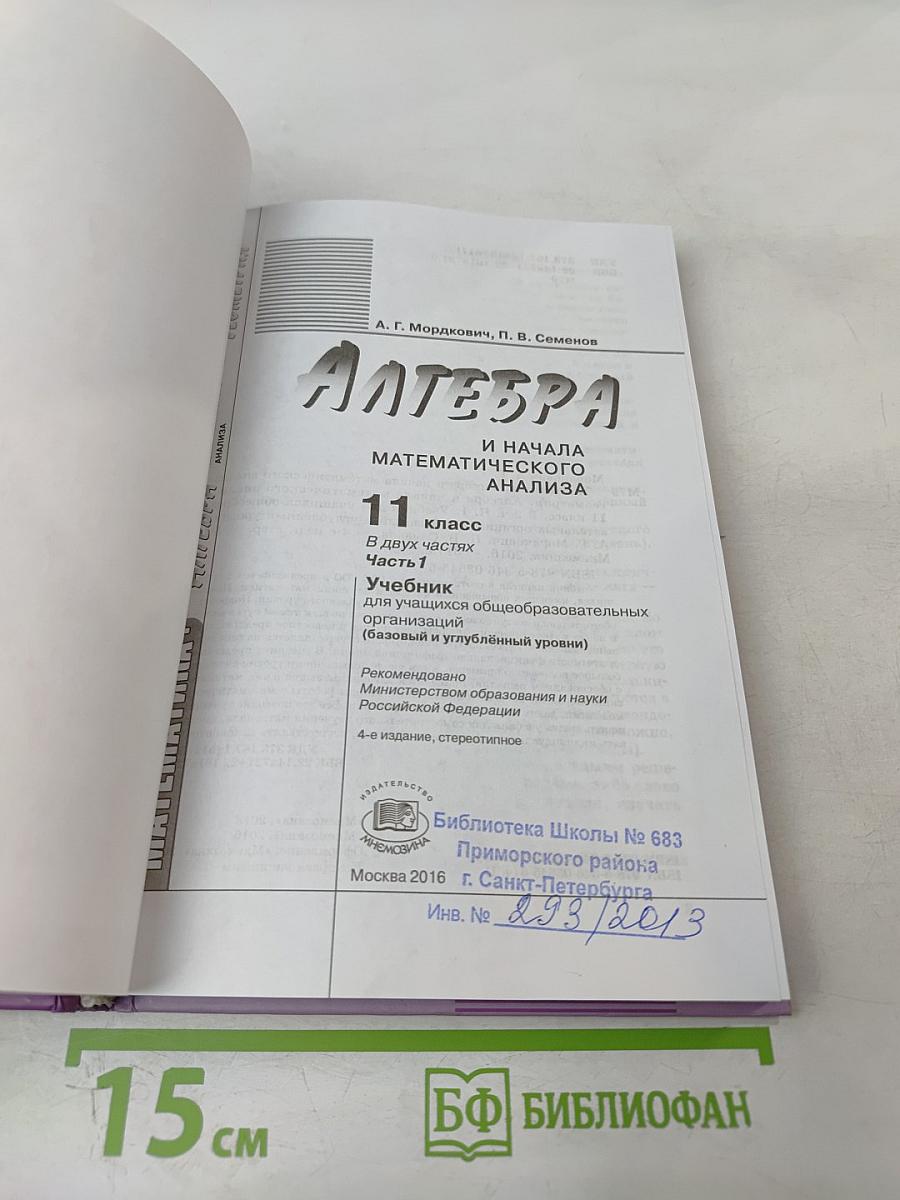 А. Г. Мордкович, П. В. Семенов
АЛГЕБРА
И НАЧАЛА
МАТЕМАТИЧЕСКОГО
АНАЛИЗА
11 класс
В двух частях
Часть 1
Учебник
для учащихся общеобразовательных
организаций
(базовый и углублённый уровни)
Рекомендовано
Министерством образования и науки
Российской Федерации
4-е издание, стереотипное
ИЗДАТЕЛЬСТВО
МНЕМОЗИНА
Москва 2016
Библиотека Школы № 683
Приморского района
г. Санкт-Петербурга
Инв. № 293/2013
АНАЛИЗА
15 см
БФ БИБЛИОФАН